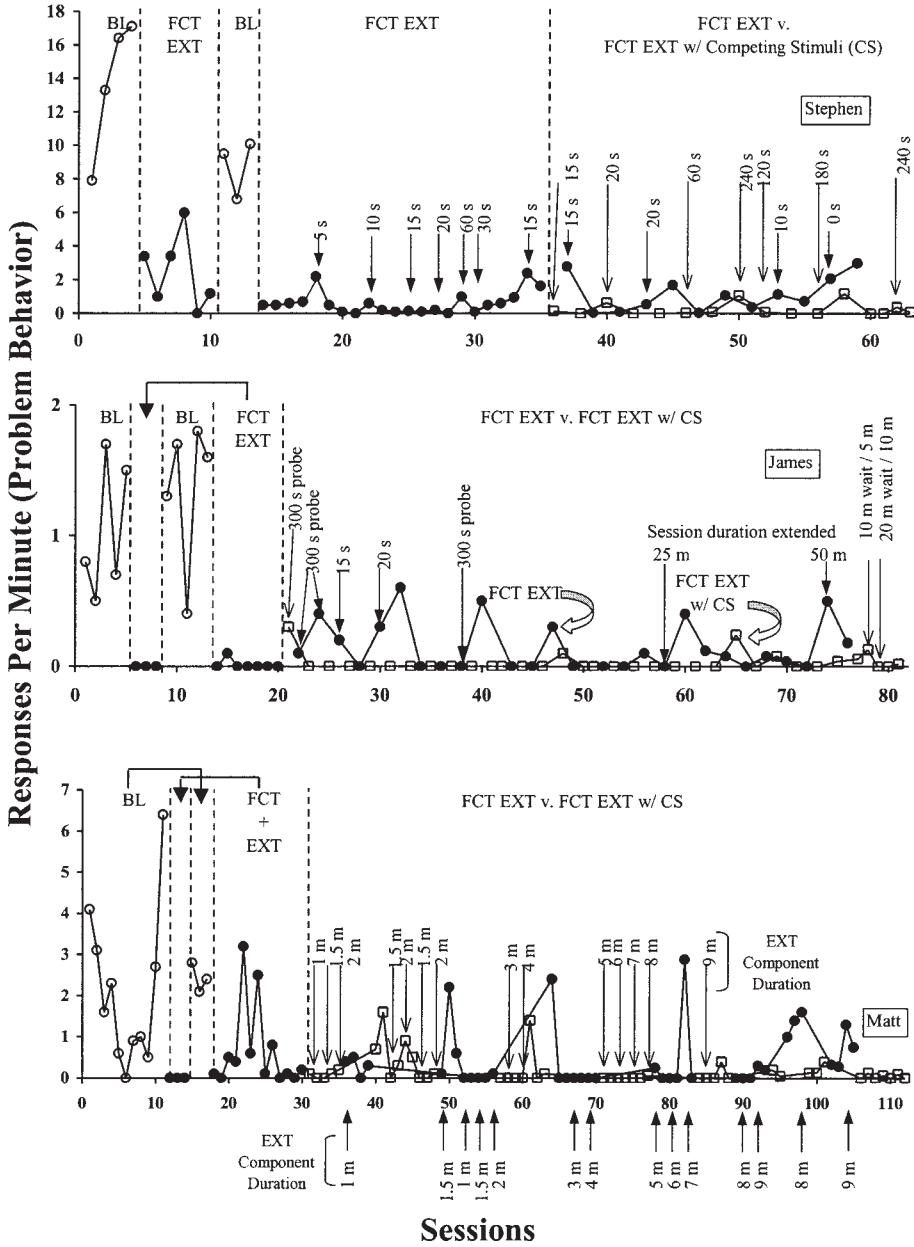 Responses Per Minute (Problem Behavior)
18
16
14
12
10
8
6
4
2
0
BL
FCT
EXT
BL
FCT EXT
FCT EXT v.
FCT EXT w/ Competing Stimuli (CS)
Stephen
5 s
10 s
15 s
20 s
60 s
30 s
15 s
15 s
15 s
20 s
20 s
60 s
240 s
120 s
10 s
180 s
0 s
240 s
0
10
20
30
40
50
60
2
1
0
BL
BL
FCT
EXT
FCT EXT v. FCT EXT w/ CS
James
300 s probe
300 s probe
15 s
20 s
300 s probe
FCT EXT
Session duration extended
25 m
50 m
FCT EXT
w/ CS
10 m wait / 5 m
20 m wait / 10 m
0
10
20
30
40
50
60
70
80
7
6
5
4
3
2
1
0
BL
FCT
+
EXT
FCT EXT v. FCT EXT w/ CS
1 m
1.5 m
2 m
1.5 m
2 m
1.5 m
2 m
3 m
4 m
5 m
6 m
7 m
8 m
9 m
EXT
Component
Duration
Matt
0
10
20
30
40
50
60
70
80
90
100
110
EXT
Component
Duration
1 m
1.5 m
1 m
1.5 m
2 m
3 m
4 m
5 m
6 m
7 m
8 m
9 m
8 m
9 m
Sessions